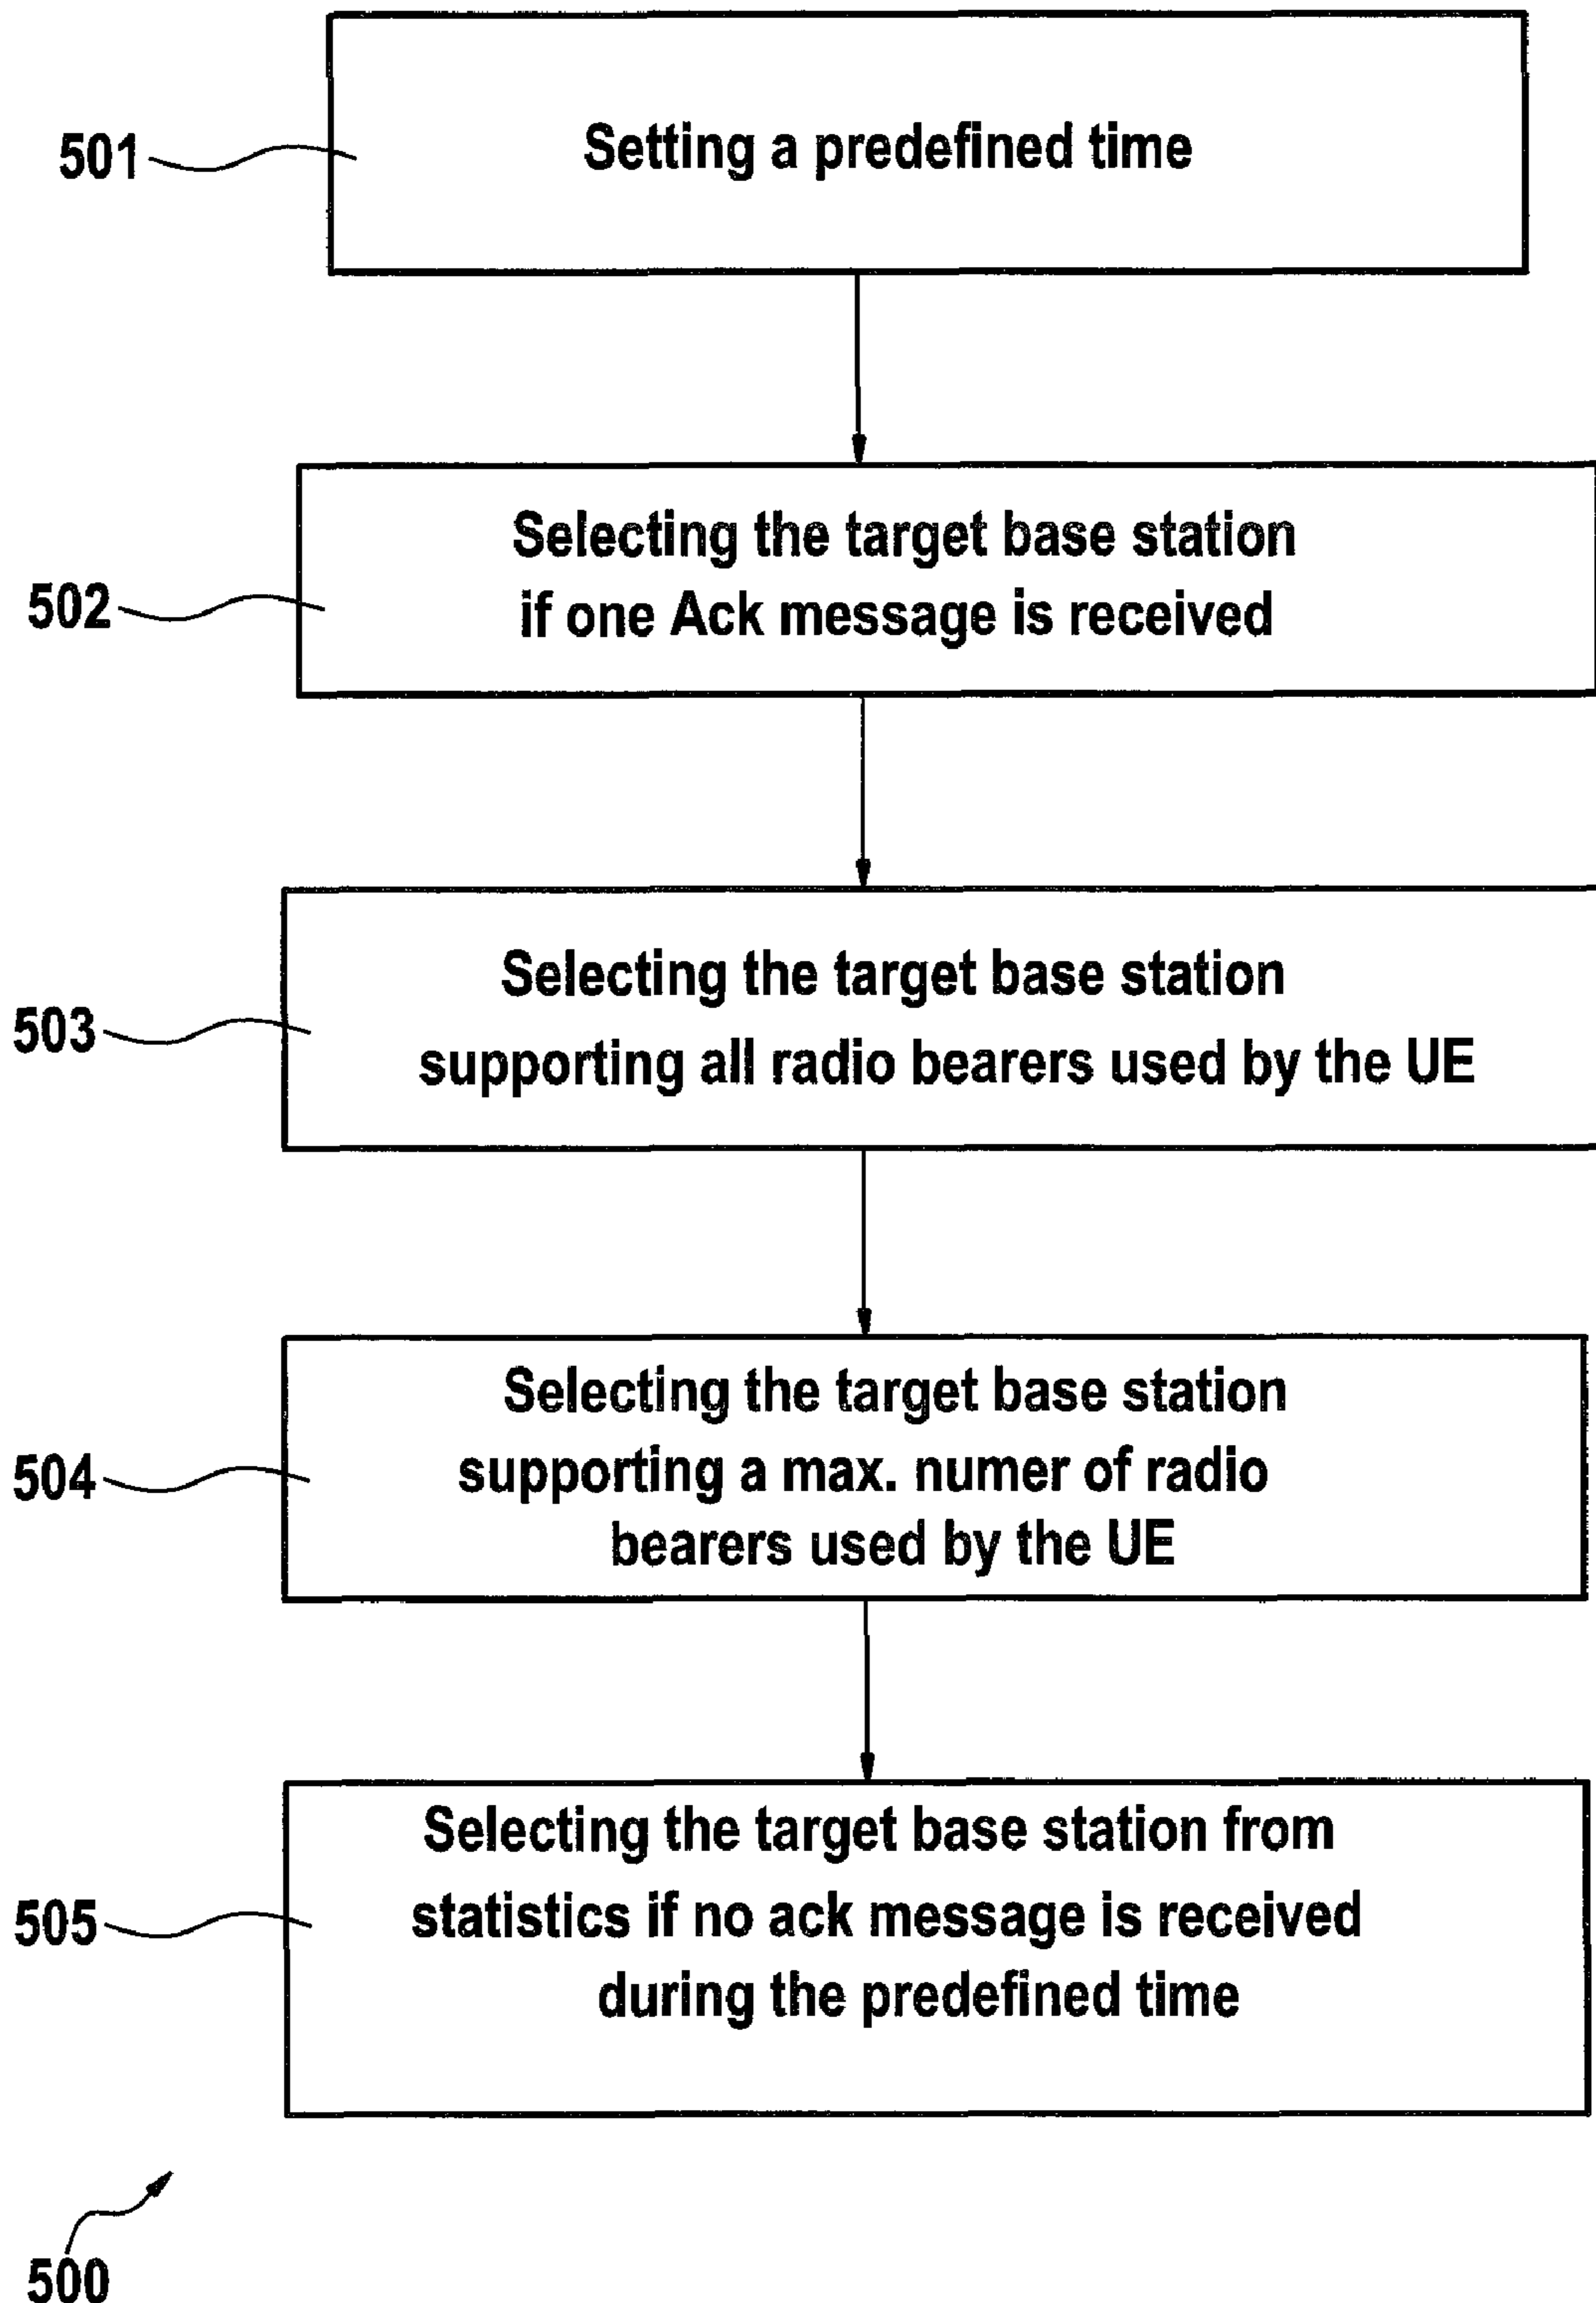 Setting a predefined time
501
Selecting the target base station
if one Ack message is received
502
Selecting the target base station
supporting all radio bearers used by the UE
503
Selecting the target base station
supporting a max. numer of radio
bearers used by the UE
504
Selecting the target base station from
statistics if no ack message is received
during the predefined time
505
500